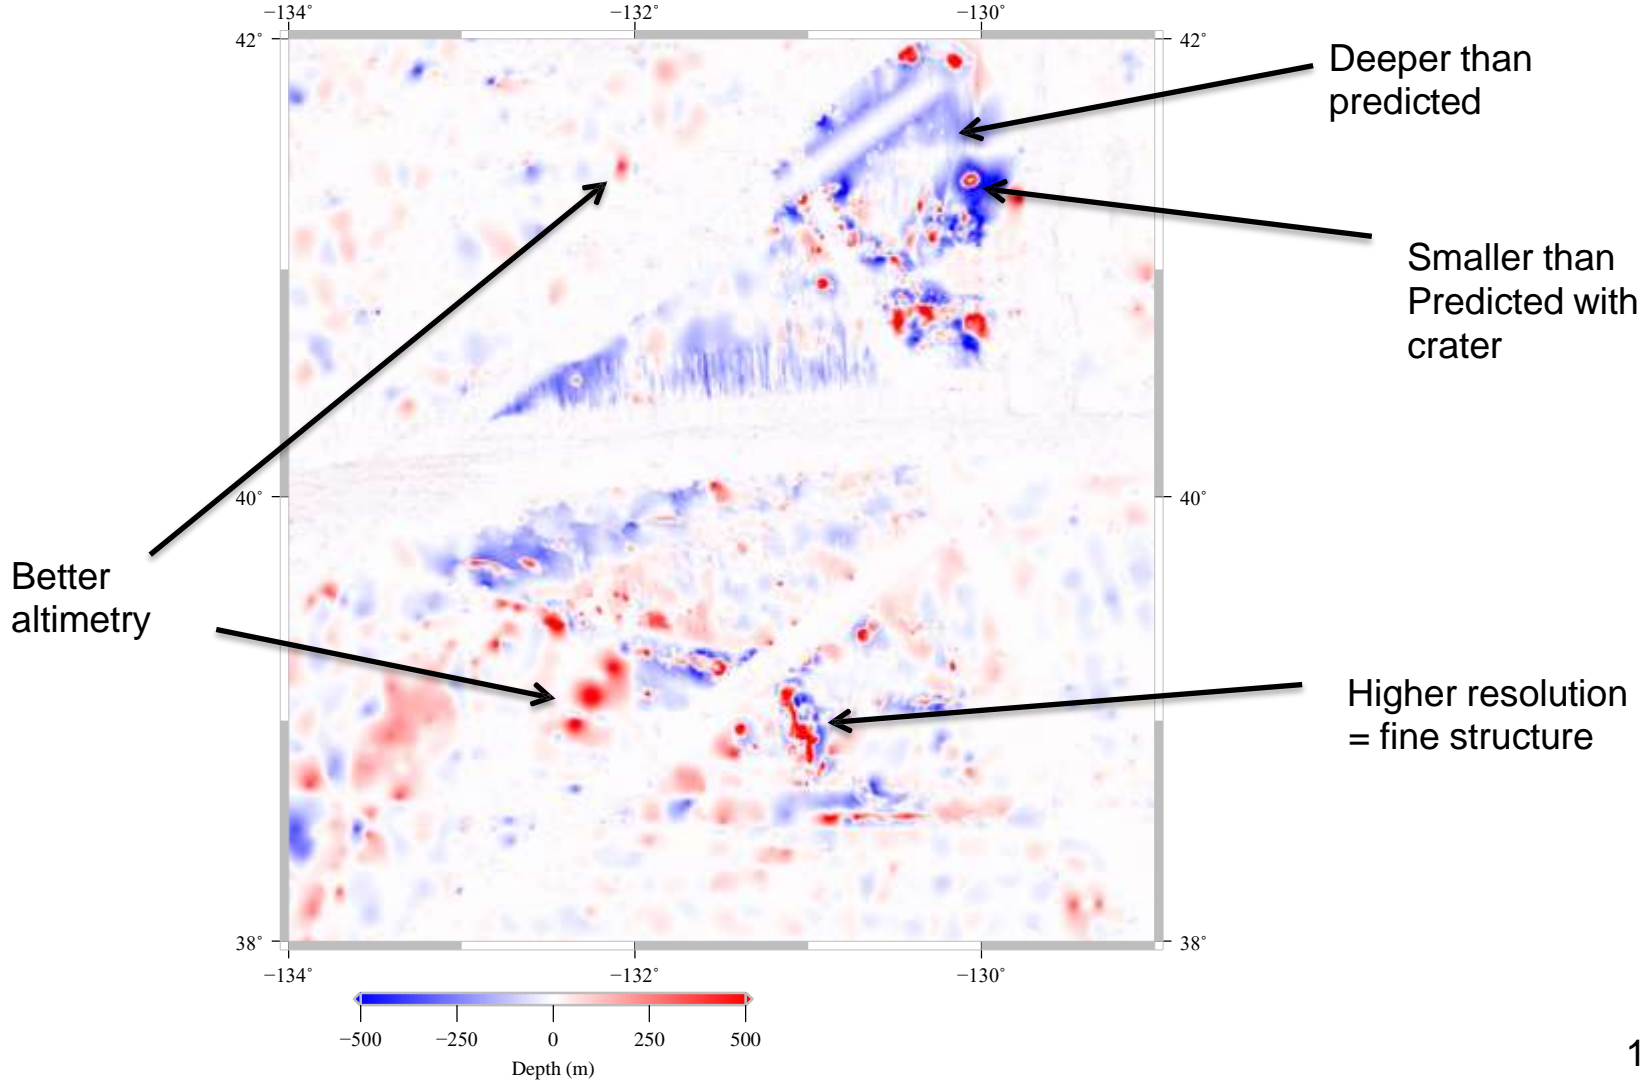 −134˚ −132˚ −130˚
42˚ 42˚
Deeper than
predicted
Smaller than
Predicted with
crater
40˚ 40˚
Better
altimetry
Higher resolution
= fine structure
38˚ 38˚
−134˚ −132˚ −130˚
−500 −250 0 250 500
Depth (m)
1